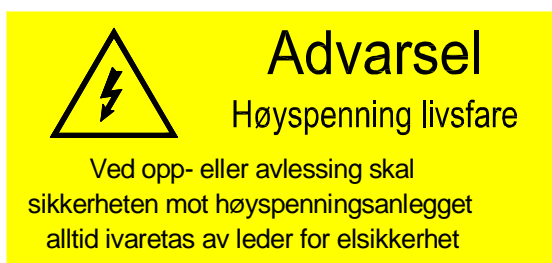 Advarsel
Høyspenning livsfare
Ved opp- eller avlessing skal
sikkerheten mot høyspenningsanlegget
alltid ivaretas av leder for elsikkerhet